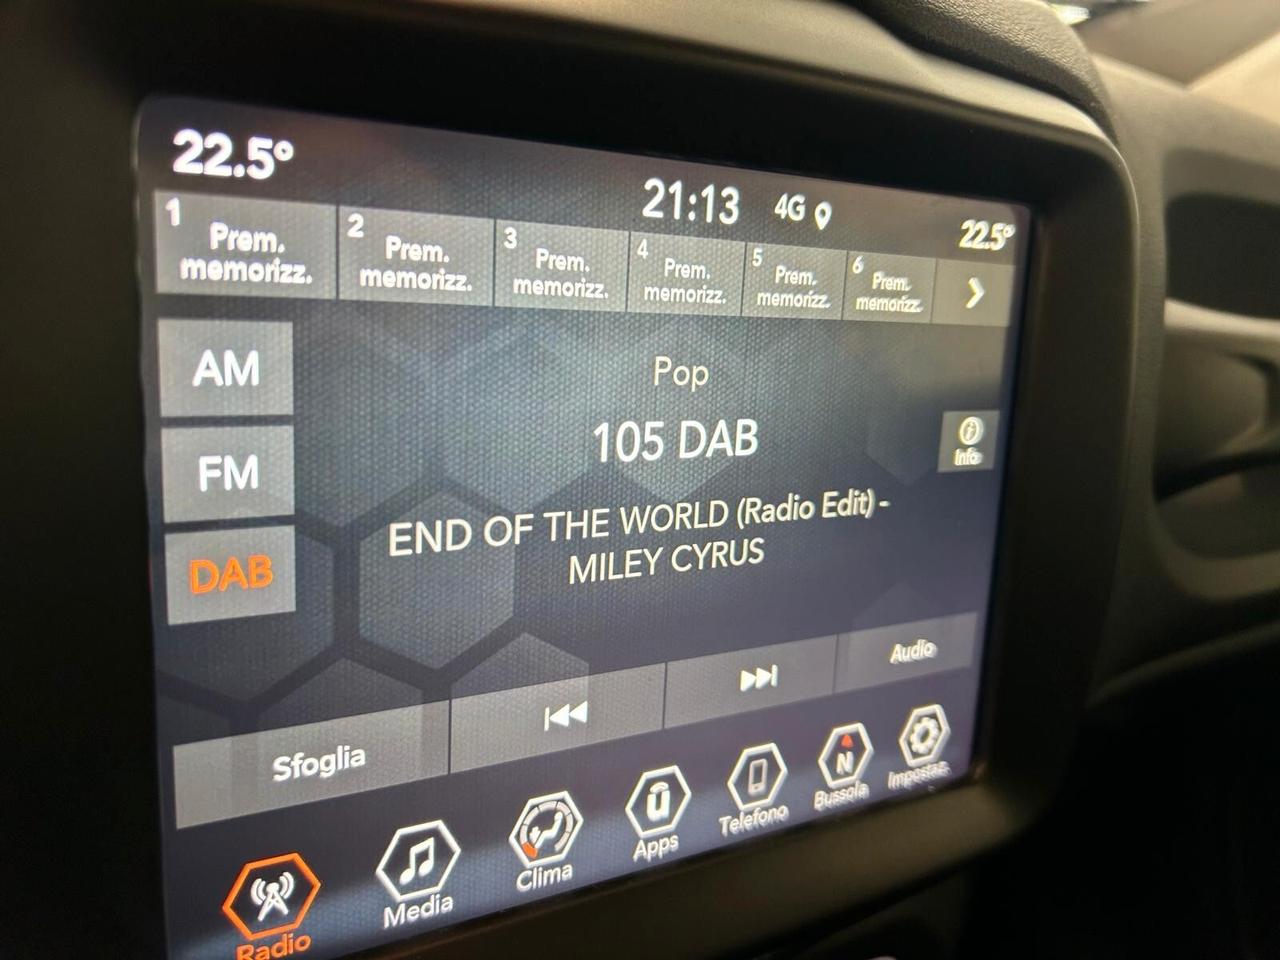 22.5°
21:13
4G
22.5°
1
Prem.
memorizz.
2
Prem.
memorizz.
3
Prem.
memorizz.
4
Prem.
memorizz.
5
Prem.
memorizz.
6
Prem.
memorizz.
AM
FM
DAB
Pop
105 DAB
END OF THE WORLD (Radio Edit) -
MILEY CYRUS
Info
Sfoglia
Audio
Radio
Media
Clima
Apps
Telefono
N
Bussola
Impostaz.